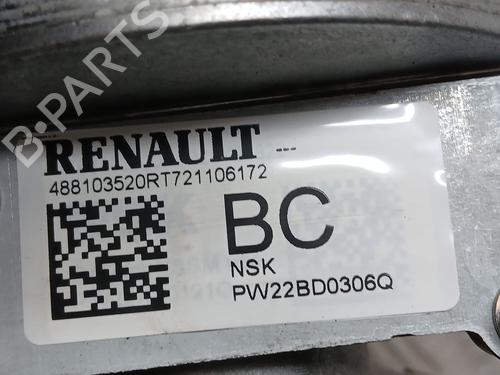 B-PARTS
RENAULT ---
488103520RT721106172
BC
NSK
PW22BD0306Q